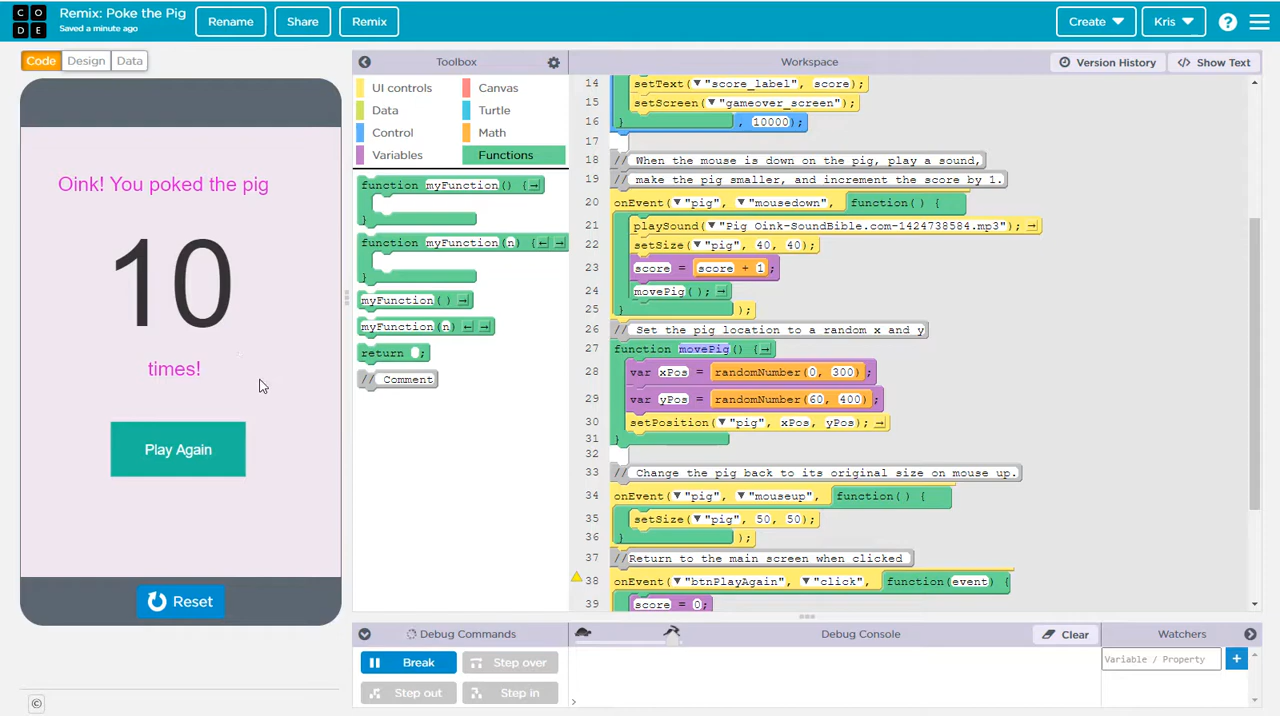 C O
D E
Remix: Poke the Pig
Saved a minute ago
Rename
Share
Remix
Create
Kris
?
Code
Design
Data
Oink! You poked the pig
10
times!
Play Again
Reset
Toolbox
UI controls
Canvas
Data
Turtle
Control
Math
Variables
Functions
function myFunction() {
}
function myFunction(n) {
}
myFunction()
myFunction(n)
return ;
// Comment
Workspace
Version History
</> Show Text
14 setText("score_label", score);
15 setScreen("gameover_screen");
16 } , 10000);
17
18 // When the mouse is down on the pig, play a sound,
19 // make the pig smaller, and increment the score by 1.
20 onEvent("pig", "mousedown", function() {
21 playSound("Pig Oink-SoundBible.com-1424738584.mp3");
22 setSize("pig", 40, 40);
23 score = score + 1;
24 movePig();
25 } );
26 // Set the pig location to a random x and y
27 function movePig() {
28 var xPos = randomNumber(0, 300);
29 var yPos = randomNumber(60, 400);
30 setPosition("pig", xPos, yPos);
31 }
32
33 // Change the pig back to its original size on mouse up.
34 onEvent("pig", "mouseup", function() {
35 setSize("pig", 50, 50);
36 } );
37 //Return to the main screen when clicked
38 onEvent("btnPlayAgain", "click", function(event) {
39 score = 0;
Debug Commands
Break
Step over
Step out
Step in
Debug Console
Clear
Watchers
Variable / Property
+
>
©